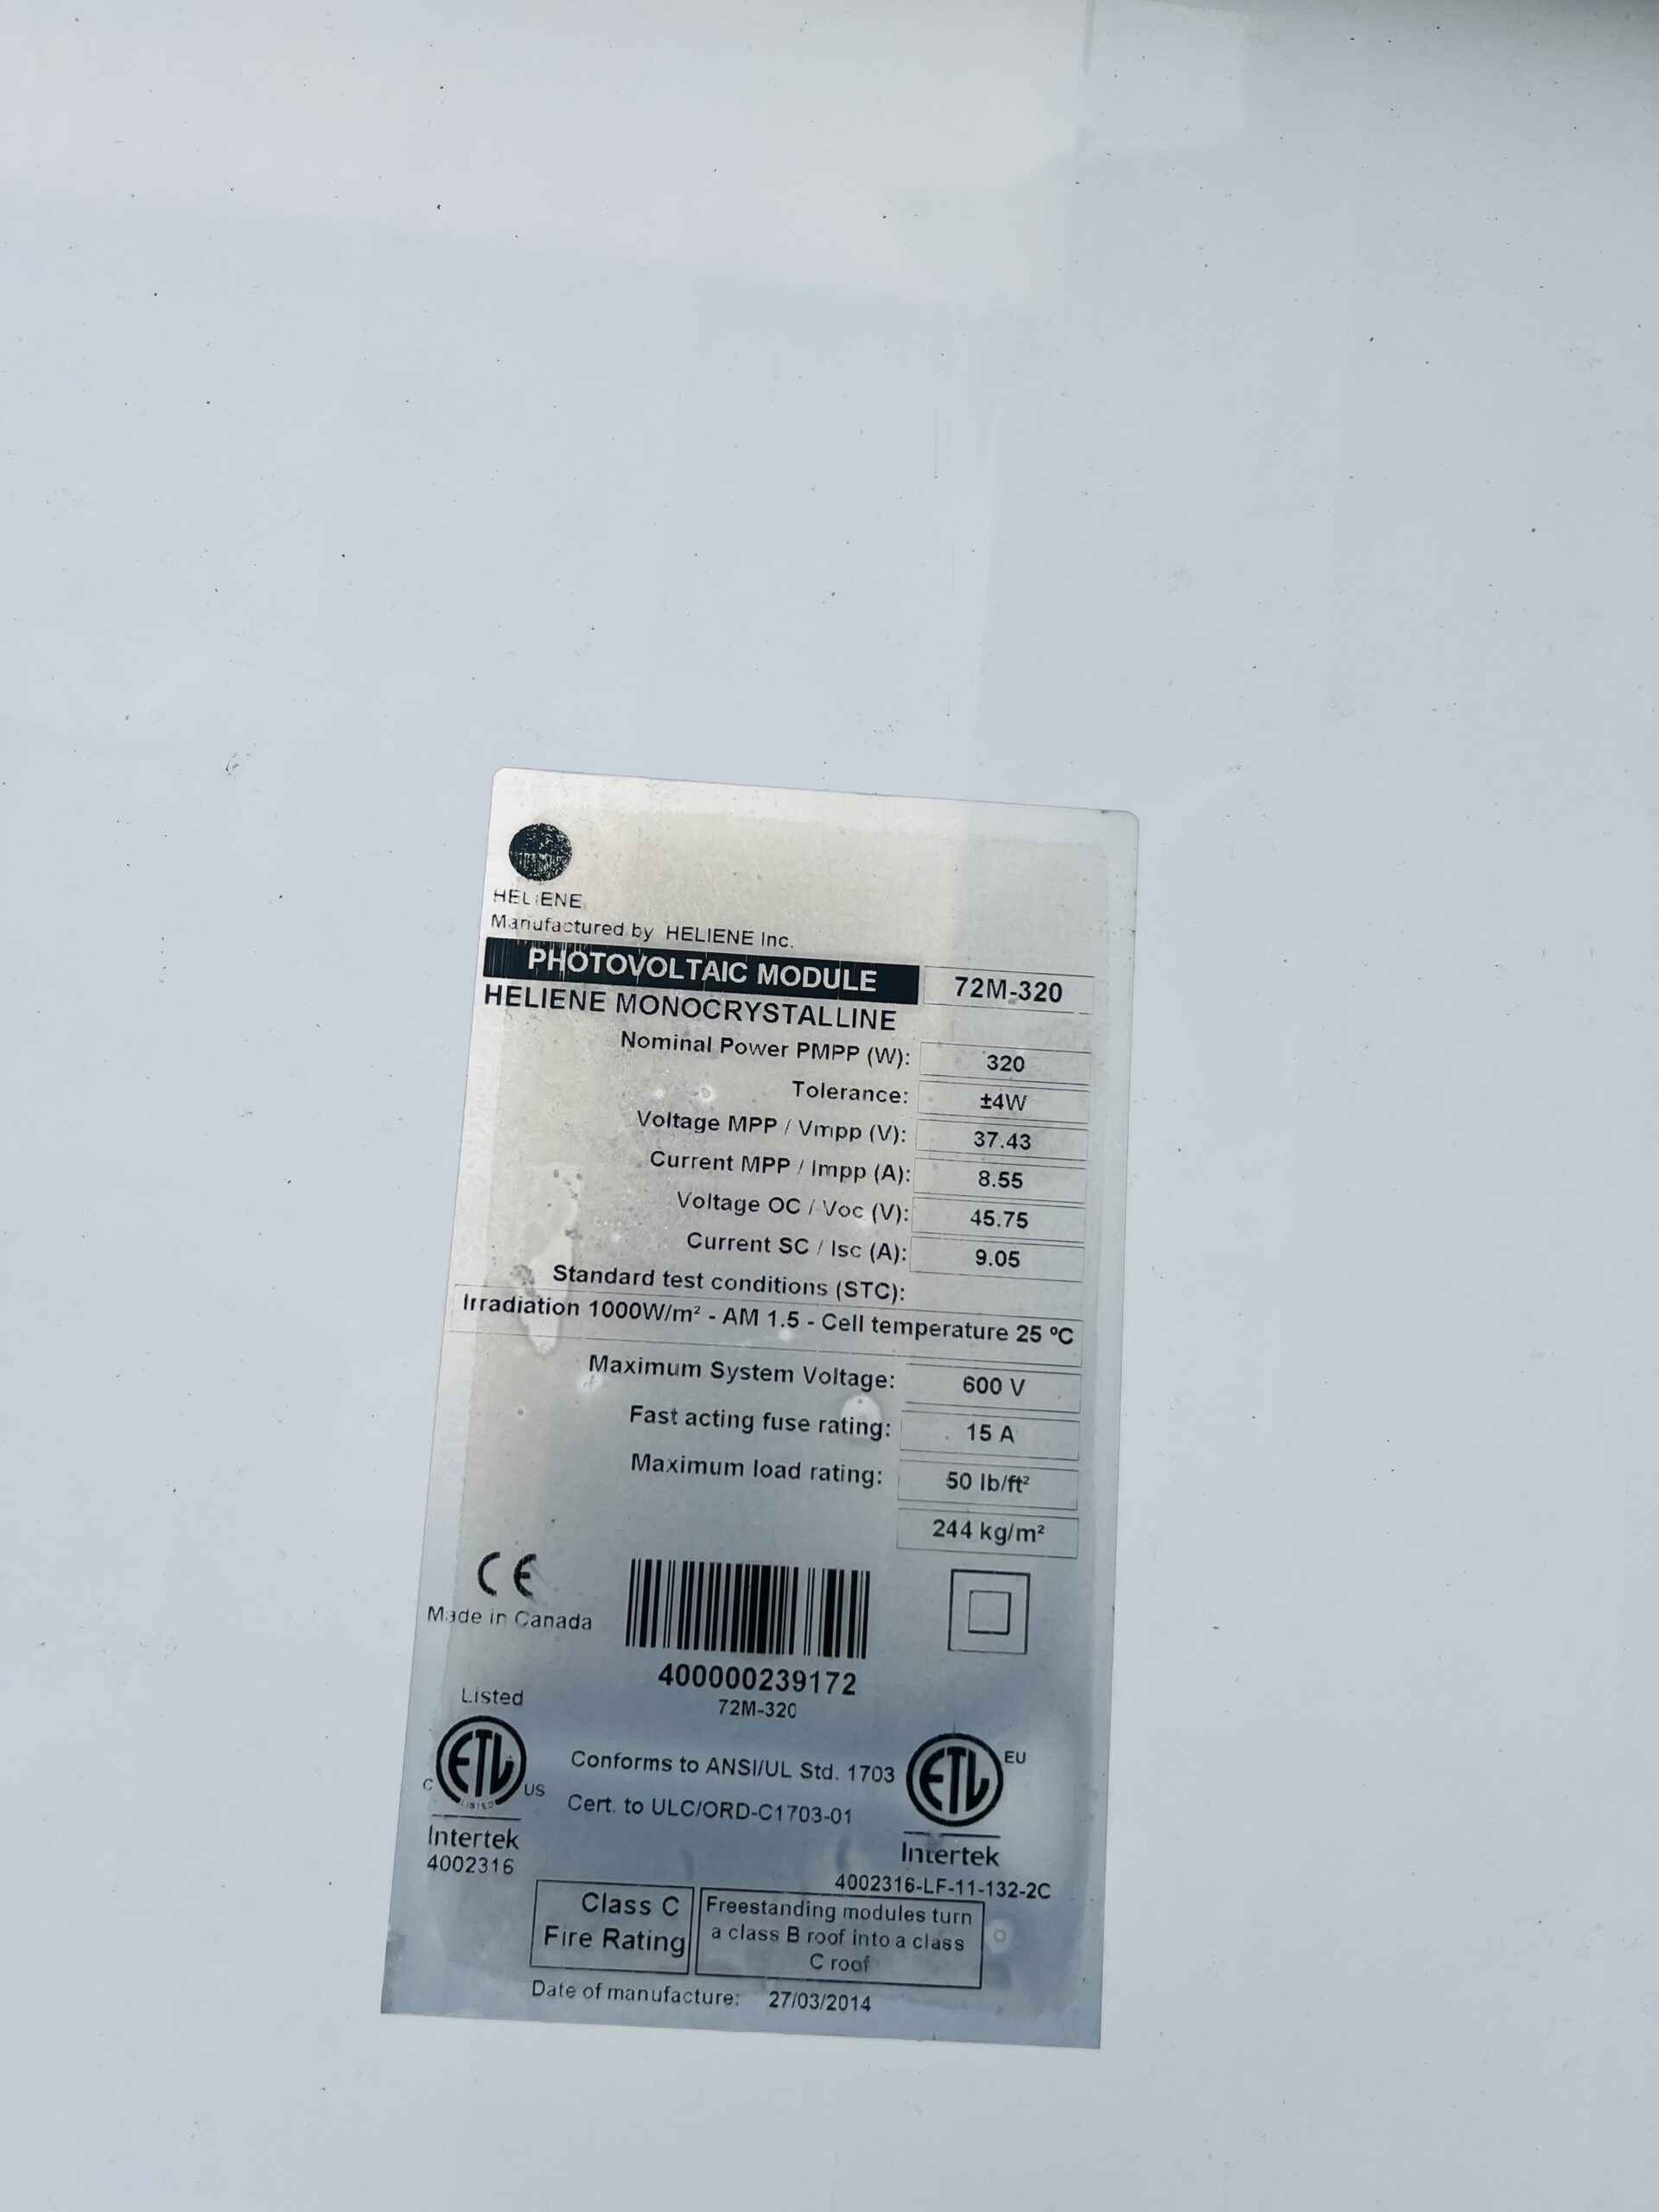 HELIENE
Manufactured by HELIENE Inc.
PHOTOVOLTAIC MODULE 72M-320
HELIENE MONOCRYSTALLINE
Nominal Power PMPP (W): 320
Tolerance: ±4W
Voltage MPP / Vmpp (V): 37.43
Current MPP / Impp (A): 8.55
Voltage OC / Voc (V): 45.75
Current SC / Isc (A): 9.05
Standard test conditions (STC):
Irradiation 1000W/m² - AM 1.5 - Cell temperature 25 ºC
Maximum System Voltage: 600 V
Fast acting fuse rating: 15 A
Maximum load rating: 50 lb/ft²
244 kg/m²
CE
Made in Canada
400000239172
72M-320
Listed
ETL
C US
LISTED
Intertek
4002316
Conforms to ANSI/UL Std. 1703
Cert. to ULC/ORD-C1703-01
ETL EU
Intertek
4002316-LF-11-132-2C
Class C
Fire Rating
Freestanding modules turn
a class B roof into a class
C roof
Date of manufacture: 27/03/2014